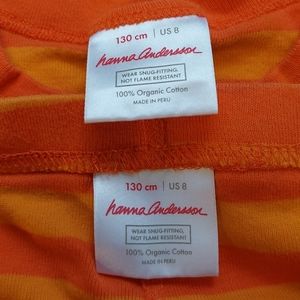 130 cm | US 8
hanna Andersson
WEAR SNUG-FITTING,
NOT FLAME RESISTANT
100% Organic Cotton
MADE IN PERU
130 cm | US 8
hanna Andersson
WEAR SNUG-FITTING,
NOT FLAME RESISTANT
100% Organic Cotton
MADE IN PERU